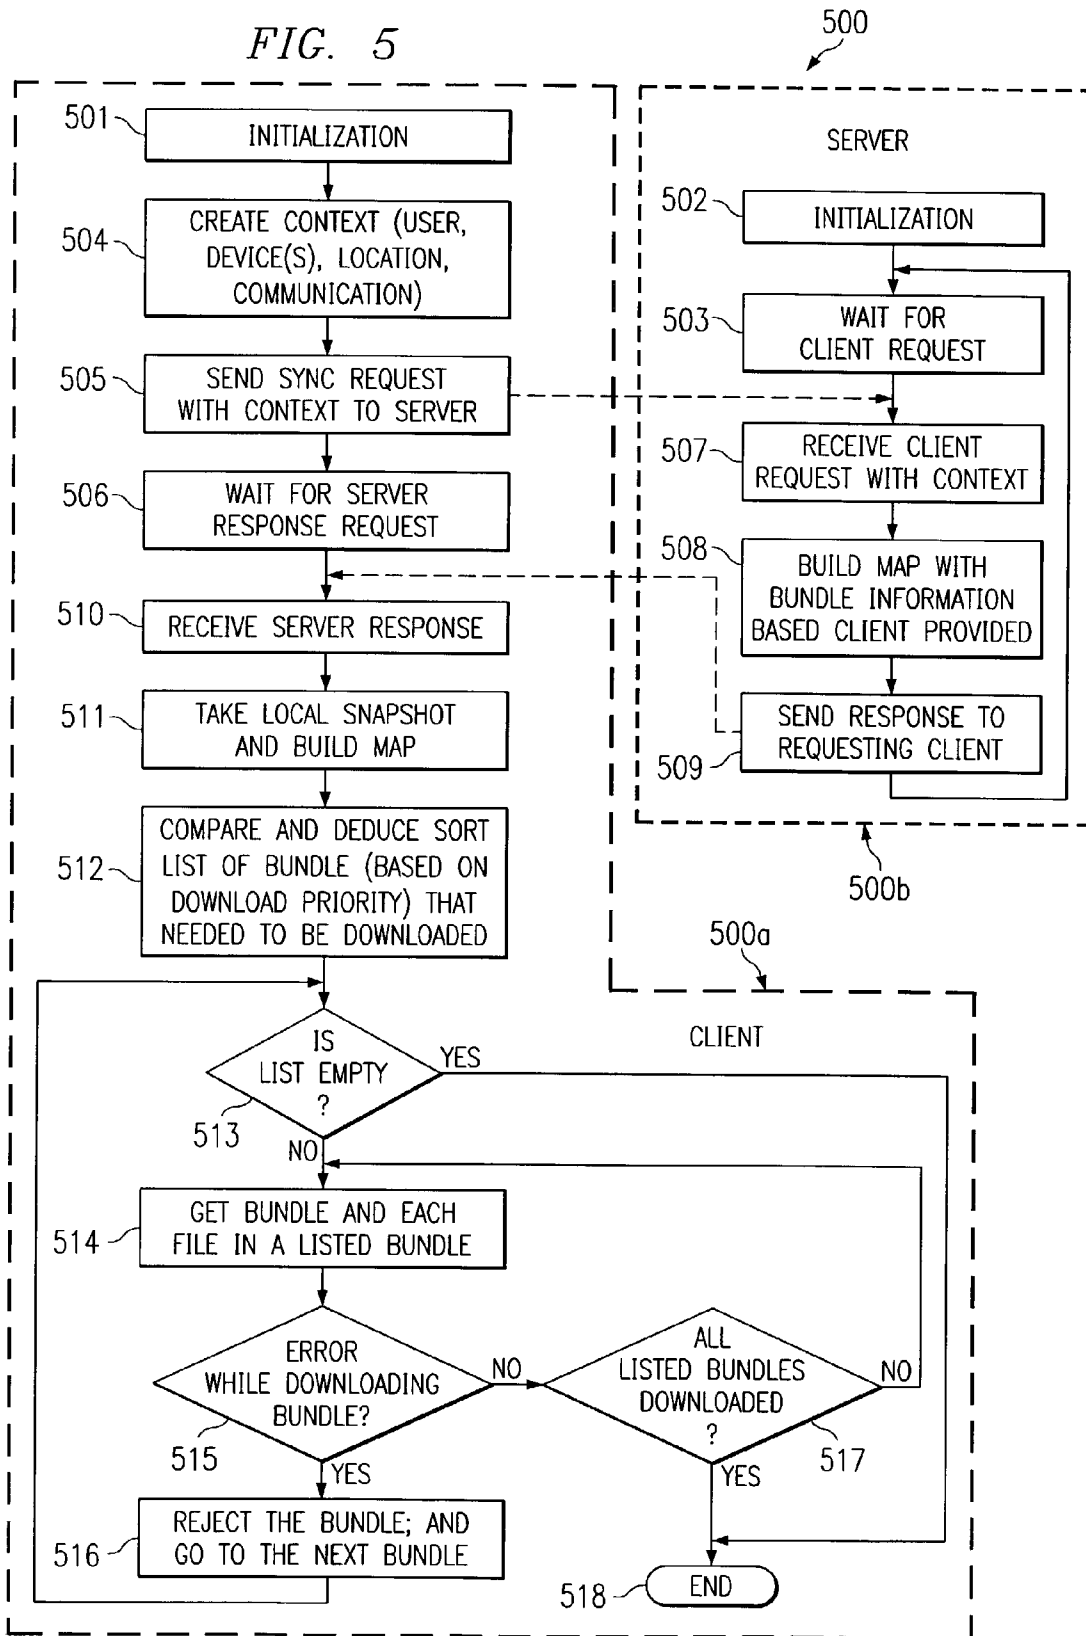 FIG. 5
500
501
INITIALIZATION
504
CREATE CONTEXT (USER,
DEVICE(S), LOCATION,
COMMUNICATION)
505
SEND SYNC REQUEST
WITH CONTEXT TO SERVER
506
WAIT FOR SERVER
RESPONSE REQUEST
510
RECEIVE SERVER RESPONSE
511
TAKE LOCAL SNAPSHOT
AND BUILD MAP
512
COMPARE AND DEDUCE SORT
LIST OF BUNDLE (BASED ON
DOWNLOAD PRIORITY) THAT
NEEDED TO BE DOWNLOADED
SERVER
502
INITIALIZATION
503
WAIT FOR
CLIENT REQUEST
507
RECEIVE CLIENT
REQUEST WITH CONTEXT
508
BUILD MAP WITH
BUNDLE INFORMATION
BASED CLIENT PROVIDED
509
SEND RESPONSE TO
REQUESTING CLIENT
500b
500a
CLIENT
IS
LIST EMPTY
?
513
YES
NO
514
GET BUNDLE AND EACH
FILE IN A LISTED BUNDLE
ERROR
WHILE DOWNLOADING
BUNDLE?
515
NO
YES
ALL
LISTED BUNDLES
DOWNLOADED
?
517
NO
YES
516
REJECT THE BUNDLE; AND
GO TO THE NEXT BUNDLE
518
END